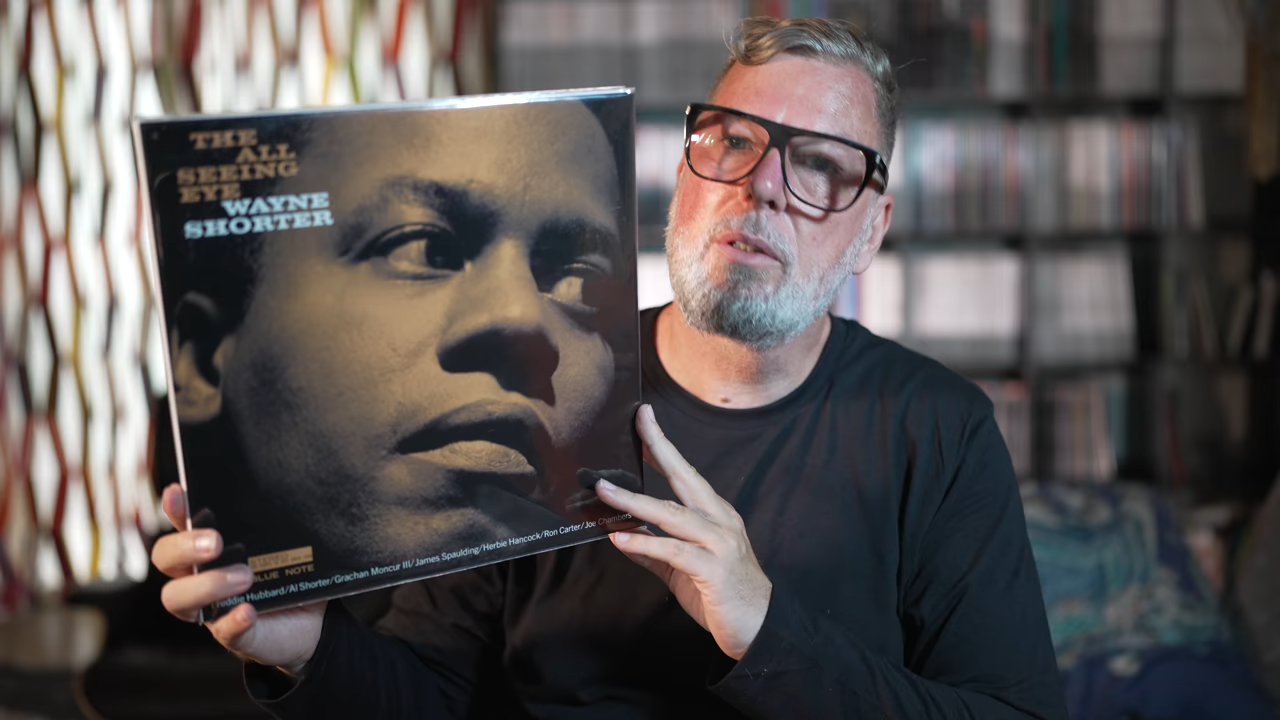 THE
ALL
SEEING
EYE
WAYNE
SHORTER
BLUE NOTE
Freddie Hubbard/Al Shorter/Grachan Moncur III/James Spaulding/Herbie Hancock/Ron Carter/Joe Chambers